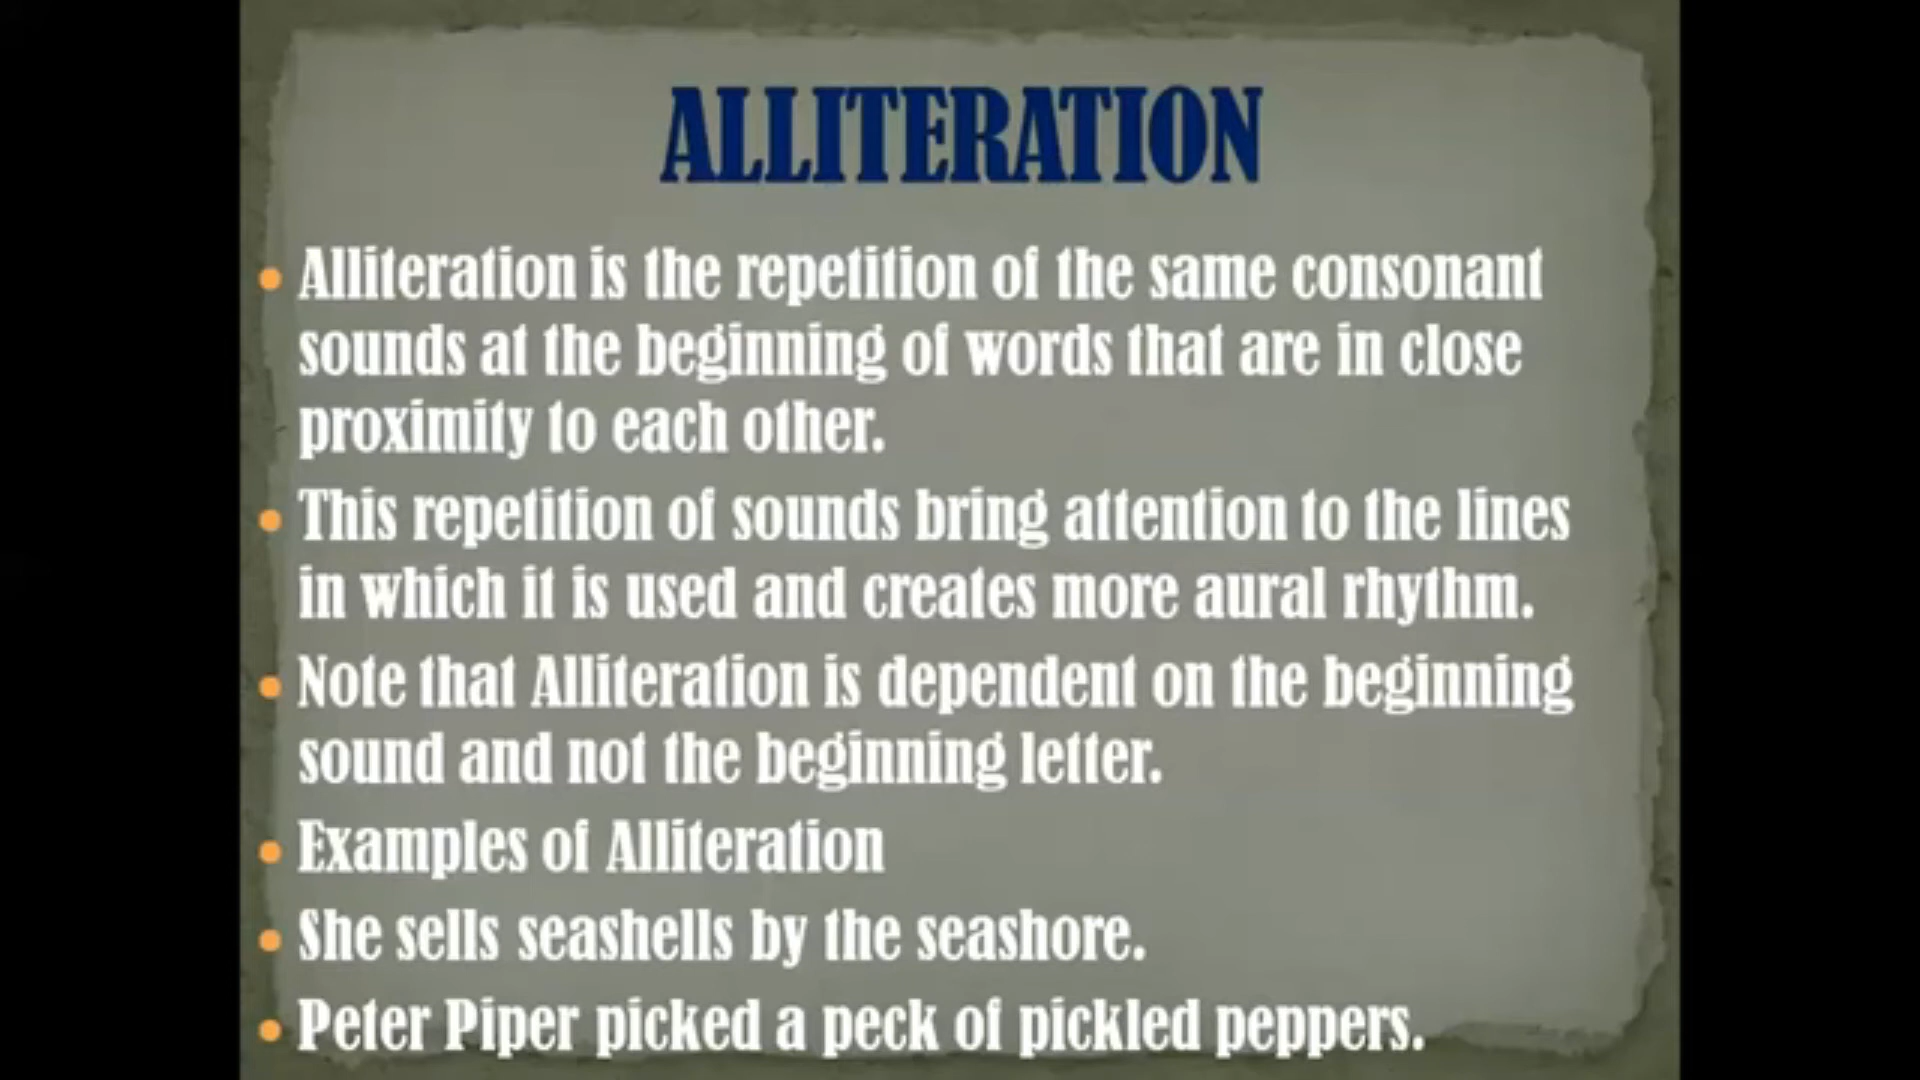 ALLITERATION
• Alliteration is the repetition of the same consonant
sounds at the beginning of words that are in close
proximity to each other.
• This repetition of sounds bring attention to the lines
in which it is used and creates more aural rhythm.
• Note that Alliteration is dependent on the beginning
sound and not the beginning letter.
• Examples of Alliteration
• She sells seashells by the seashore.
• Peter Piper picked a peck of pickled peppers.